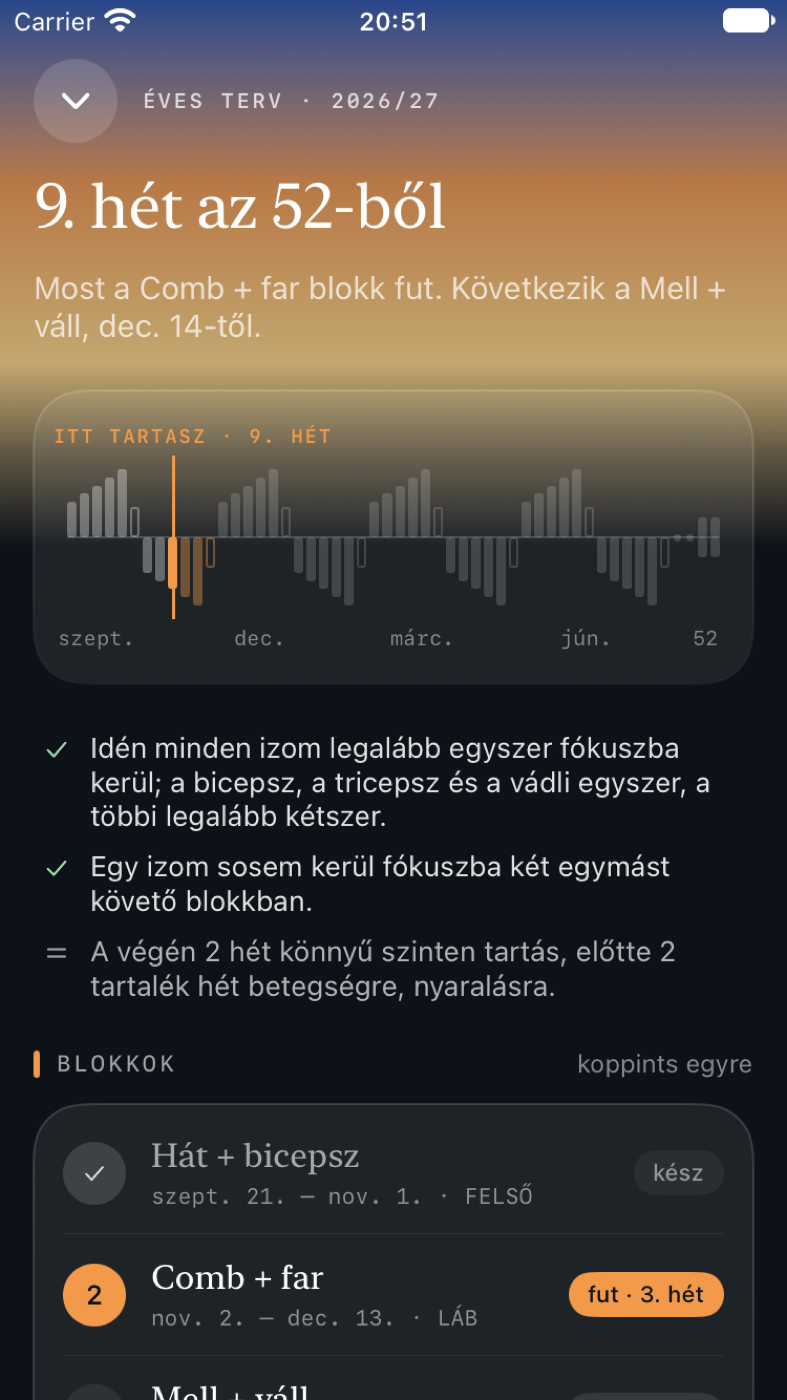 Carrier
20:51
ÉVES TERV · 2026/27
9. hét az 52-ből
Most a Comb + far blokk fut. Következik a Mell +
váll, dec. 14-től.
ITT TARTASZ · 9. HÉT
szept. dec. márc. jún. 52
Idén minden izom legalább egyszer fókuszba
kerül; a bicepsz, a tricepsz és a vádli egyszer, a
többi legalább kétszer.
Egy izom sosem kerül fókuszba két egymást
követő blokkban.
= A végén 2 hét könnyű szinten tartás, előtte 2
tartalék hét betegségre, nyaralásra.
BLOKKOK
koppints egyre
Hát + bicepsz
szept. 21. – nov. 1. · FELSŐ
kész
2
Comb + far
nov. 2. – dec. 13. · LÁB
fut · 3. hét
Mell + váll